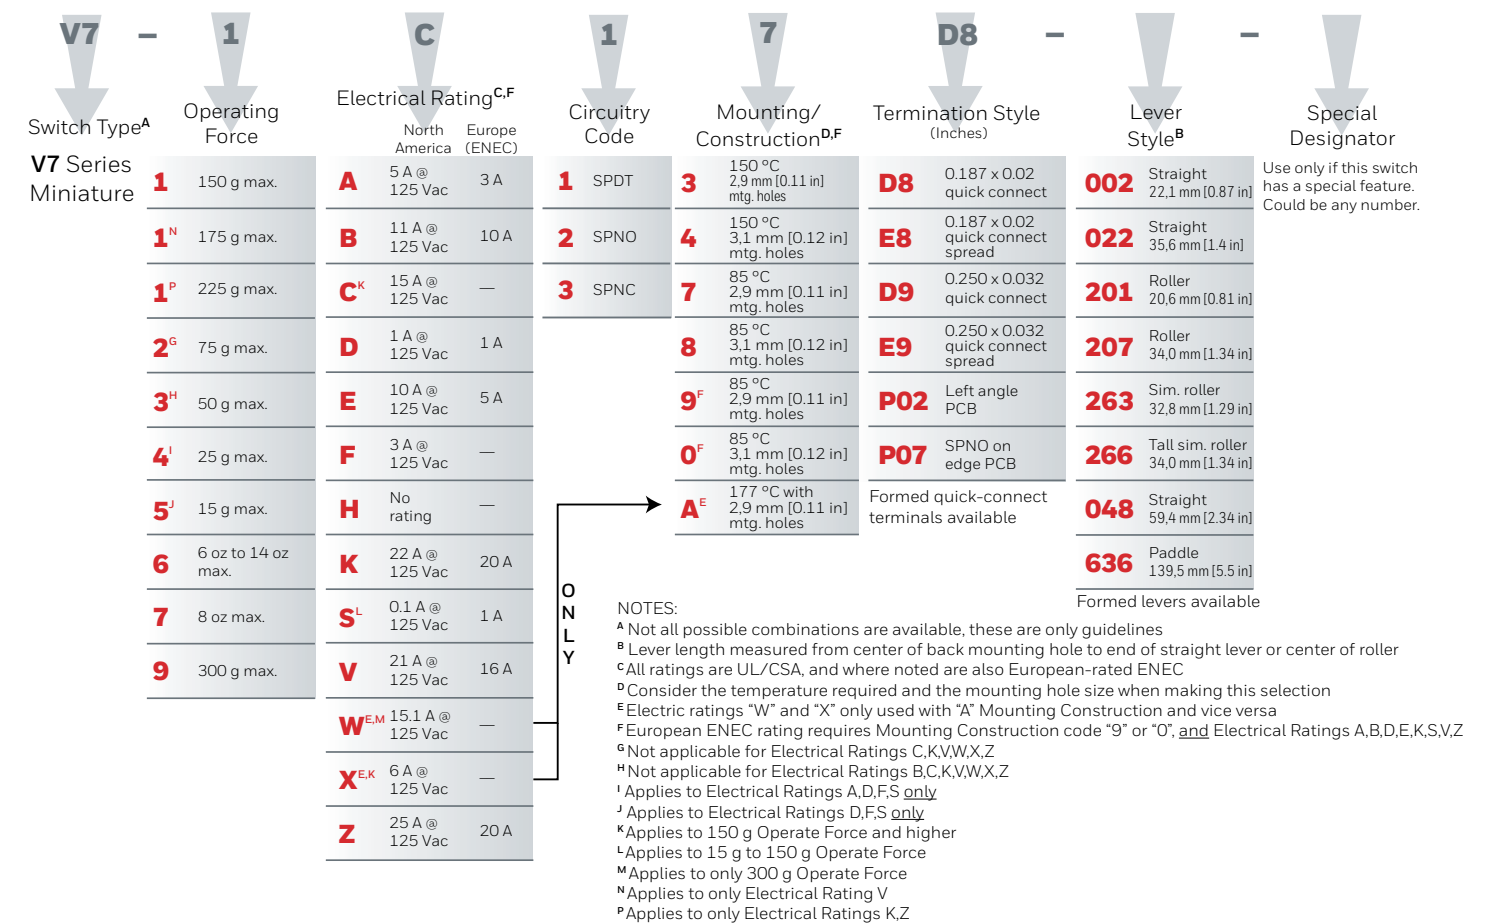 V7 – 1 C 1 7 D8 – –
Switch Type^A
V7 Series
Miniature
Operating
Force
1 150 g max.
1^N 175 g max.
1^P 225 g max.
2^G 75 g max.
3^H 50 g max.
4^I 25 g max.
5^J 15 g max.
6 6 oz to 14 oz
max.
7 8 oz max.
9 300 g max.
Electrical Rating^C,F
North
America
Europe
(ENEC)
A 5 A @
125 Vac 3 A
B 11 A @
125 Vac 10 A
C^K 15 A @
125 Vac —
D 1 A @
125 Vac 1 A
E 10 A @
125 Vac 5 A
F 3 A @
125 Vac —
H No
rating —
K 22 A @
125 Vac 20 A
S^L 0.1 A @
125 Vac 1 A
V 21 A @
125 Vac 16 A
W^E,M 15.1 A @
125 Vac —
X^E,K 6 A @
125 Vac —
Z 25 A @
125 Vac 20 A
O
N
L
Y
Circuitry
Code
1 SPDT
2 SPNO
3 SPNC
Mounting/
Construction^D,F
3 150 °C
2,9 mm [0.11 in]
mtg. holes
4 150 °C
3,1 mm [0.12 in]
mtg. holes
7 85 °C
2,9 mm [0.11 in]
mtg. holes
8 85 °C
3,1 mm [0.12 in]
mtg. holes
9^F 85 °C
2,9 mm [0.11 in]
mtg. holes
0^F 85 °C
3,1 mm [0.12 in]
mtg. holes
A^E 177 °C with
2,9 mm [0.11 in]
mtg. holes
Termination Style
(Inches)
D8 0.187 x 0.02
quick connect
E8 0.187 x 0.02
quick connect
spread
D9 0.250 x 0.032
quick connect
E9 0.250 x 0.032
quick connect
spread
P02 Left angle
PCB
P07 SPNO on
edge PCB
Formed quick-connect
terminals available
Lever
Style^B
002 Straight
22,1 mm [0.87 in]
022 Straight
35,6 mm [1.4 in]
201 Roller
20,6 mm [0.81 in]
207 Roller
34,0 mm [1.34 in]
263 Sim. roller
32,8 mm [1.29 in]
266 Tall sim. roller
34,0 mm [1.34 in]
048 Straight
59,4 mm [2.34 in]
636 Paddle
139,5 mm [5.5 in]
Formed levers available
Special
Designator
Use only if this switch
has a special feature.
Could be any number.
NOTES:
^A Not all possible combinations are available, these are only guidelines
^B Lever length measured from center of back mounting hole to end of straight lever or center of roller
^C All ratings are UL/CSA, and where noted are also European-rated ENEC
^D Consider the temperature required and the mounting hole size when making this selection
^E Electric ratings “W” and “X” only used with “A” Mounting Construction and vice versa
^F European ENEC rating requires Mounting Construction code “9” or “0”, and Electrical Ratings A,B,D,E,K,S,V,Z
^G Not applicable for Electrical Ratings C,K,V,W,X,Z
^H Not applicable for Electrical Ratings B,C,K,V,W,X,Z
^I Applies to Electrical Ratings A,D,F,S only
^J Applies to Electrical Ratings D,F,S only
^K Applies to 150 g Operate Force and higher
^L Applies to 15 g to 150 g Operate Force
^M Applies to only 300 g Operate Force
^N Applies to only Electrical Rating V
^P Applies to only Electrical Ratings K,Z